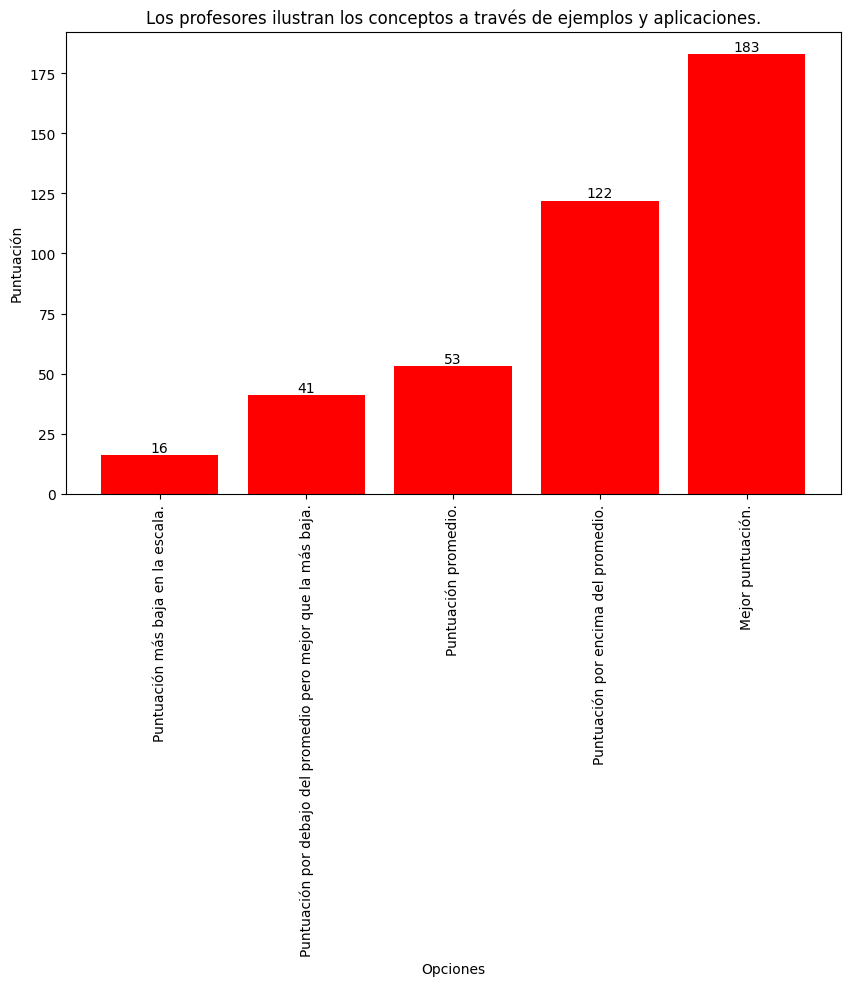 Los profesores ilustran los conceptos a través de ejemplos y aplicaciones.
183
175
150
125
122
100
75
53
50
41
25
16
0
Puntuación
Puntuación más baja en la escala.
Puntuación por debajo del promedio pero mejor que la más baja.
Puntuación promedio.
Puntuación por encima del promedio.
Mejor puntuación.
Opciones